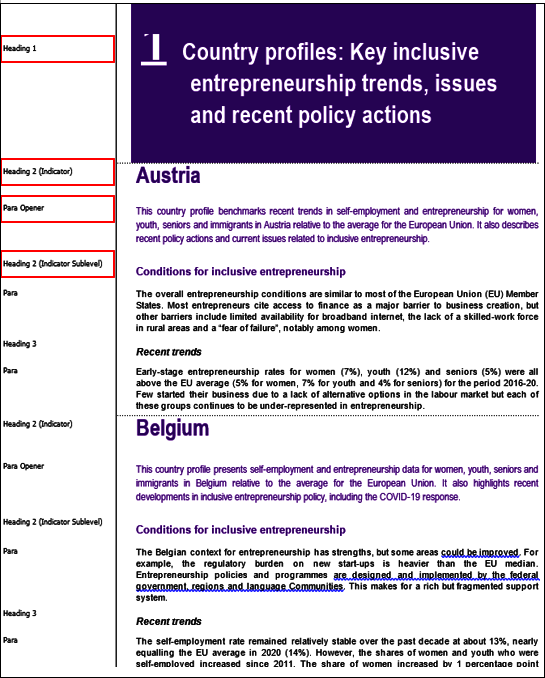 Heading 1
1 Country profiles: Key inclusive
entrepreneurship trends, issues
and recent policy actions
Heading 2 (Indicator)
Austria
Para Opener
This country profile benchmarks recent trends in self-employment and entrepreneurship for women,
youth, seniors and immigrants in Austria relative to the average for the European Union. It also describes
recent policy actions and current issues related to inclusive entrepreneurship.
Heading 2 (Indicator Sublevel)
Conditions for inclusive entrepreneurship
Para
The overall entrepreneurship conditions are similar to most of the European Union (EU) Member
States. Most entrepreneurs cite access to finance as a major barrier to business creation, but
other barriers include limited availability for broadband internet, the lack of a skilled-work force
in rural areas and a “fear of failure”, notably among women.
Heading 3
Recent trends
Para
Early-stage entrepreneurship rates for women (7%), youth (12%) and seniors (5%) were all
above the EU average (5% for women, 7% for youth and 4% for seniors) for the period 2016-20.
Few started their business due to a lack of alternative options in the labour market but each of
these groups continues to be under-represented in entrepreneurship.
Heading 2 (Indicator)
Belgium
Para Opener
This country profile presents self-employment and entrepreneurship data for women, youth, seniors and
immigrants in Belgium relative to the average for the European Union. It also highlights recent
developments in inclusive entrepreneurship policy, including the COVID-19 response.
Heading 2 (Indicator Sublevel)
Conditions for inclusive entrepreneurship
Para
The Belgian context for entrepreneurship has strengths, but some areas could be improved. For
example, the regulatory burden on new start-ups is heavier than the EU median.
Entrepreneurship policies and programmes are designed and implemented by the federal
government, regions and language Communities. This makes for a rich but fragmented support
system.
Heading 3
Recent trends
Para
The self-employment rate remained relatively stable over the past decade at about 13%, nearly
equalling the EU average in 2020 (14%). However, the shares of women and youth who were
self-employed increased since 2011. The share of women increased by 1 percentage point